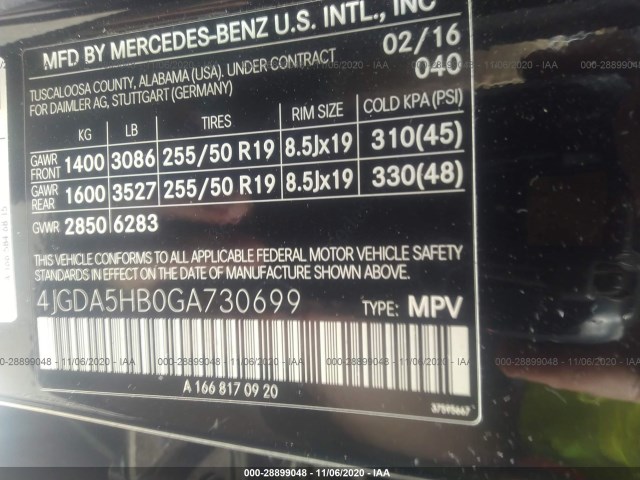 MFD BY MERCEDES-BENZ U.S. INTL., INC
TUSCALOOSA COUNTY, ALABAMA (USA). UNDER CONTRACT
FOR DAIMLER AG, STUTTGART (GERMANY)
02/16
040
KG LB TIRES RIM SIZE COLD KPA (PSI)
GAWR FRONT 1400 3086 255/50 R19 8.5Jx19 310(45)
GAWR REAR 1600 3527 255/50 R19 8.5Jx19 330(48)
GVWR 2850 6283
THIS VEHICLE CONFORMS TO ALL APPLICABLE FEDERAL MOTOR VEHICLE SAFETY
STANDARDS IN EFFECT ON THE DATE OF MANUFACTURE SHOWN ABOVE.
4JGDA5HB0GA730699 TYPE: MPV
A 166 817 09 20
000-28899048 - 11/06/2020 - IAA